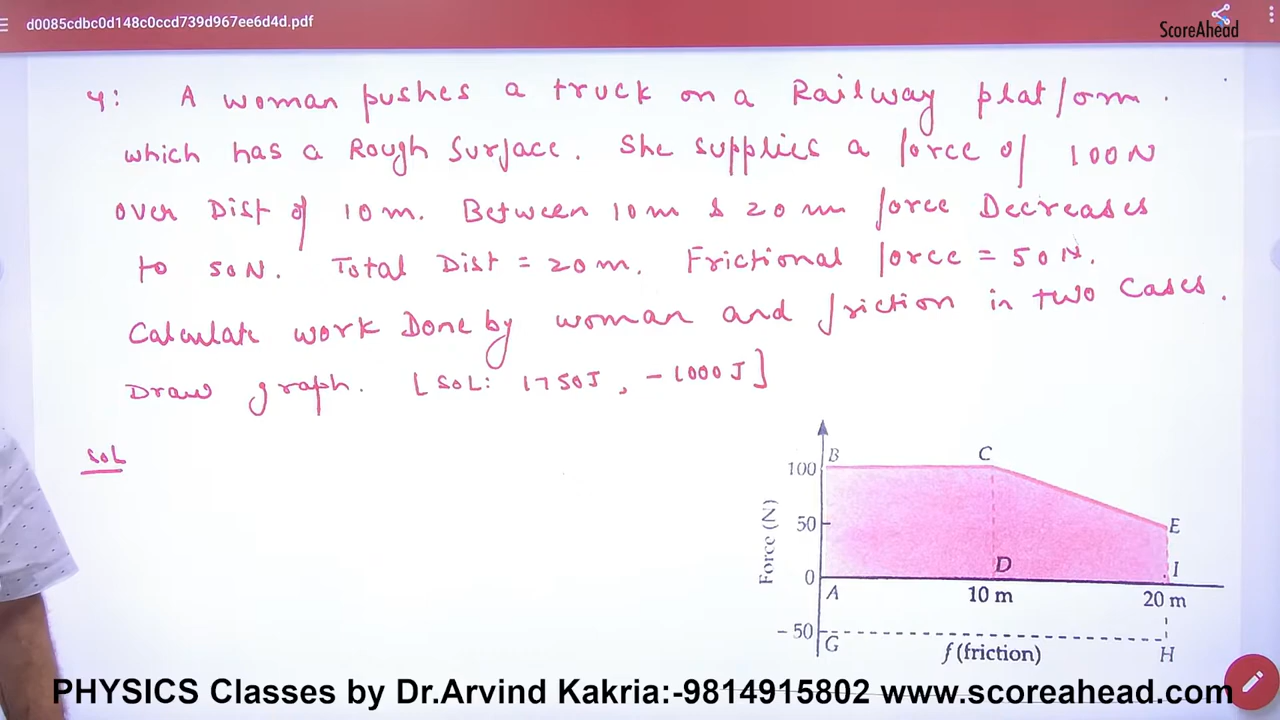 d0085cdbc0d148c0ccd739d967ee6d4d.pdf
ScoreAhead
4: A woman pushes a truck on a Railway platform.
which has a Rough Surface. She supplies a force of 100N
over Dist of 10m. Between 10m & 20m force Decreases
to 50N. Total Dist = 20m. Frictional force = 50N.
Calculate work Done by woman and friction in two cases.
Draw graph. [SOL: 1750J, -1000J]
SOL
B
C
100
Force (N)
50
E
0
D
I
A
10 m
20 m
- 50
G
f (friction)
H
PHYSICS Classes by Dr.Arvind Kakria:-9814915802 www.scoreahead.com